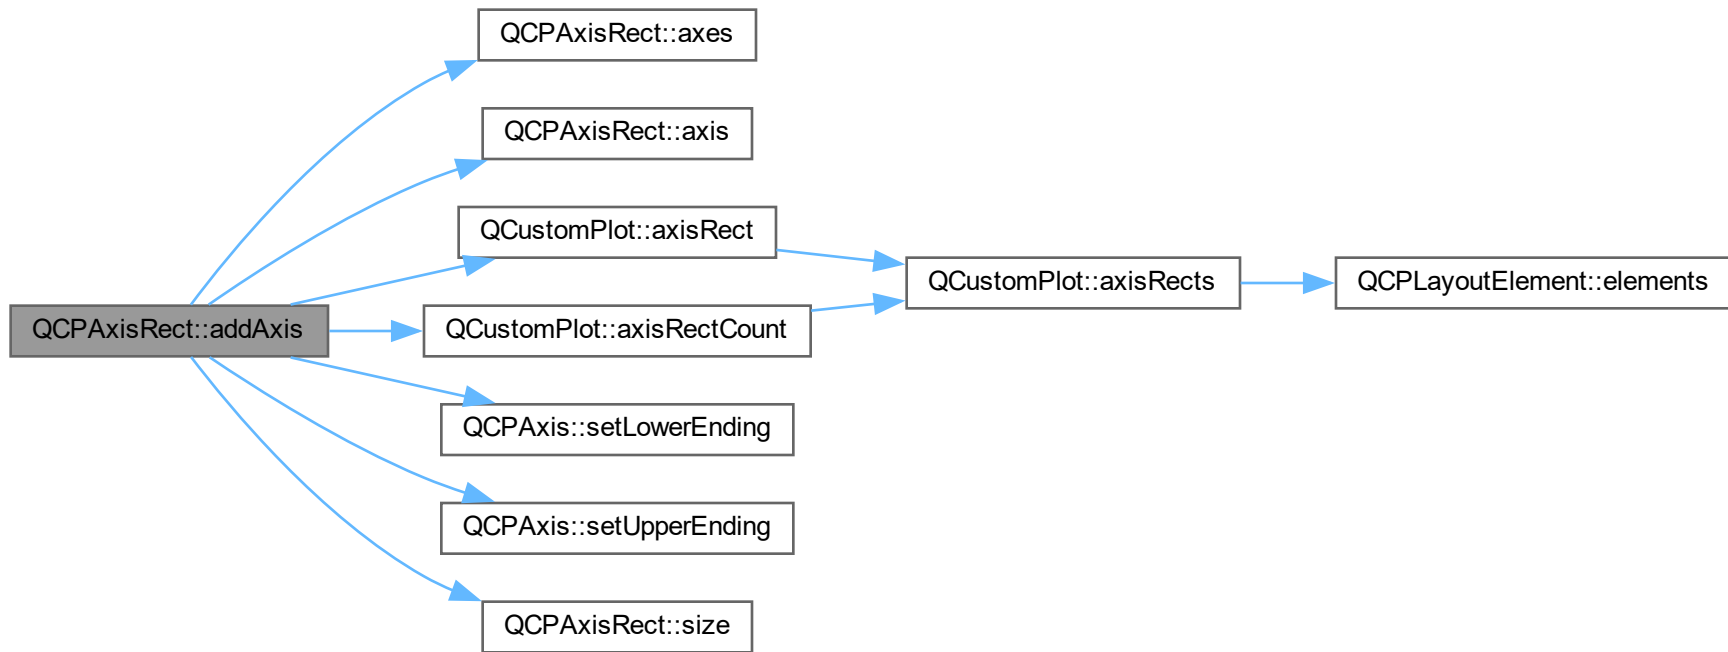 QCPAxisRect::axes
QCPAxisRect::axis
QCustomPlot::axisRect
QCustomPlot::axisRects
QCPLayoutElement::elements
QCPAxisRect::addAxis
QCustomPlot::axisRectCount
QCPAxis::setLowerEnding
QCPAxis::setUpperEnding
QCPAxisRect::size